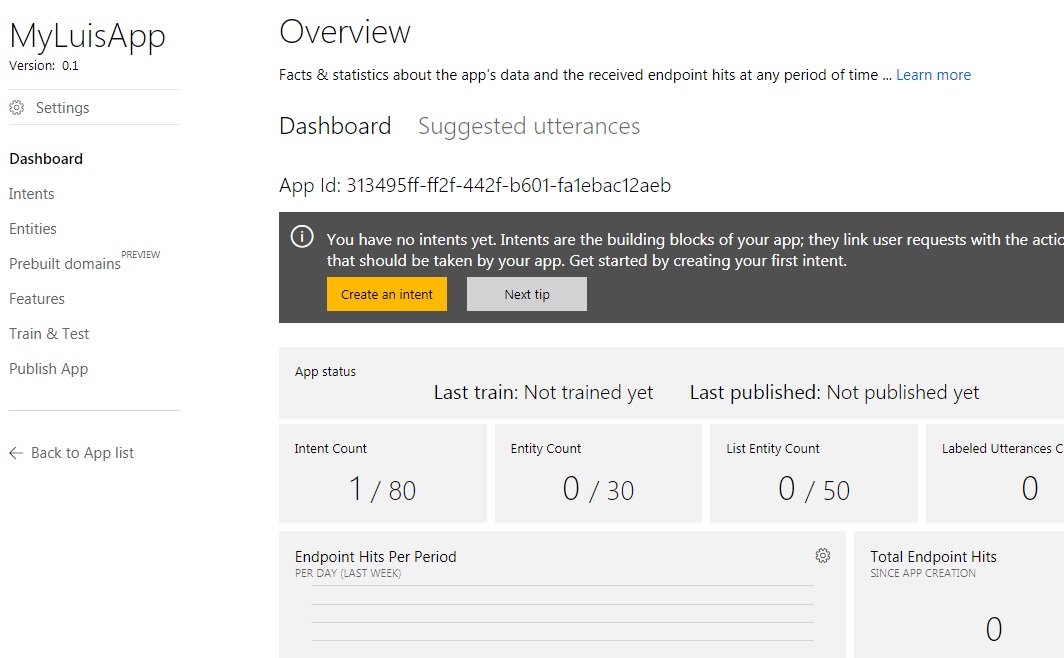 MyLuisApp
Version: 0.1
Settings
Dashboard
Intents
Entities
Prebuilt domains PREVIEW
Features
Train & Test
Publish App
Back to App list
Overview
Facts & statistics about the app's data and the received endpoint hits at any period of time ... Learn more
Dashboard Suggested utterances
App Id: 313495ff-ff2f-442f-b601-fa1ebac12aeb
You have no intents yet. Intents are the building blocks of your app; they link user requests with the actio
that should be taken by your app. Get started by creating your first intent.
Create an intent Next tip
App status
Last train: Not trained yet Last published: Not published yet
Intent Count
1 / 80
Entity Count
0 / 30
List Entity Count
0 / 50
Labeled Utterances C
0
Endpoint Hits Per Period
PER DAY (LAST WEEK)
Total Endpoint Hits
SINCE APP CREATION
0